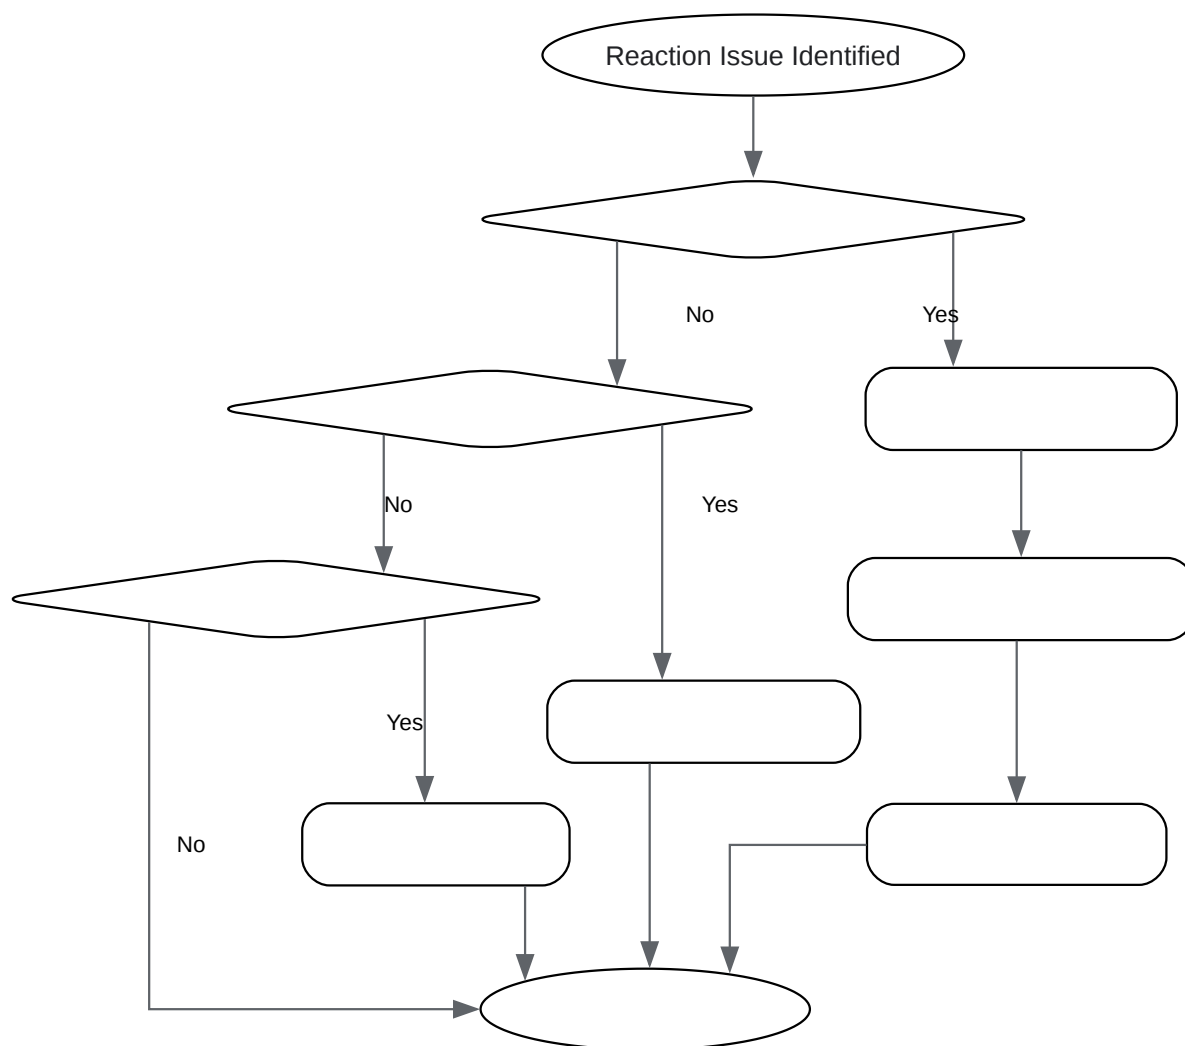 Reaction Issue Identified
No
Yes
No
Yes
Yes
No